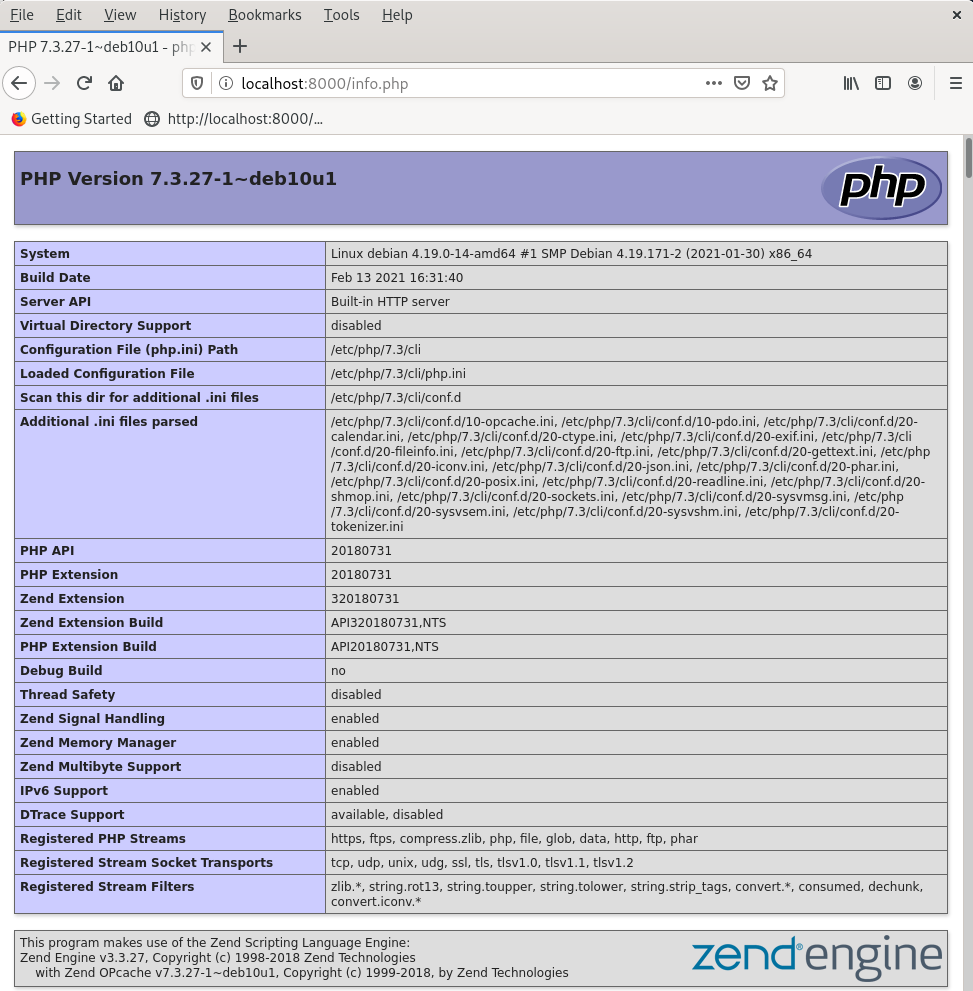 File Edit View History Bookmarks Tools Help
PHP 7.3.27-1~deb10u1 - php
localhost:8000/info.php
Getting Started http://localhost:8000/...
PHP Version 7.3.27-1~deb10u1
php
System Linux debian 4.19.0-14-amd64 #1 SMP Debian 4.19.171-2 (2021-01-30) x86_64
Build Date Feb 13 2021 16:31:40
Server API Built-in HTTP server
Virtual Directory Support disabled
Configuration File (php.ini) Path /etc/php/7.3/cli
Loaded Configuration File /etc/php/7.3/cli/php.ini
Scan this dir for additional .ini files /etc/php/7.3/cli/conf.d
Additional .ini files parsed /etc/php/7.3/cli/conf.d/10-opcache.ini, /etc/php/7.3/cli/conf.d/10-pdo.ini, /etc/php/7.3/cli/conf.d/20-
calendar.ini, /etc/php/7.3/cli/conf.d/20-ctype.ini, /etc/php/7.3/cli/conf.d/20-exif.ini, /etc/php/7.3/cli
/conf.d/20-fileinfo.ini, /etc/php/7.3/cli/conf.d/20-ftp.ini, /etc/php/7.3/cli/conf.d/20-gettext.ini, /etc/php
/7.3/cli/conf.d/20-iconv.ini, /etc/php/7.3/cli/conf.d/20-json.ini, /etc/php/7.3/cli/conf.d/20-phar.ini,
/etc/php/7.3/cli/conf.d/20-posix.ini, /etc/php/7.3/cli/conf.d/20-readline.ini, /etc/php/7.3/cli/conf.d/20-
shmop.ini, /etc/php/7.3/cli/conf.d/20-sockets.ini, /etc/php/7.3/cli/conf.d/20-sysvmsg.ini, /etc/php
/7.3/cli/conf.d/20-sysvsem.ini, /etc/php/7.3/cli/conf.d/20-sysvshm.ini, /etc/php/7.3/cli/conf.d/20-
tokenizer.ini
PHP API 20180731
PHP Extension 20180731
Zend Extension 320180731
Zend Extension Build API320180731,NTS
PHP Extension Build API20180731,NTS
Debug Build no
Thread Safety disabled
Zend Signal Handling enabled
Zend Memory Manager enabled
Zend Multibyte Support disabled
IPv6 Support enabled
DTrace Support available, disabled
Registered PHP Streams https, ftps, compress.zlib, php, file, glob, data, http, ftp, phar
Registered Stream Socket Transports tcp, udp, unix, udg, ssl, tls, tlsv1.0, tlsv1.1, tlsv1.2
Registered Stream Filters zlib.*, string.rot13, string.toupper, string.tolower, string.strip_tags, convert.*, consumed, dechunk,
convert.iconv.*
This program makes use of the Zend Scripting Language Engine:
Zend Engine v3.3.27, Copyright (c) 1998-2018 Zend Technologies
with Zend OPcache v7.3.27-1~deb10u1, Copyright (c) 1999-2018, by Zend Technologies
zend®engine